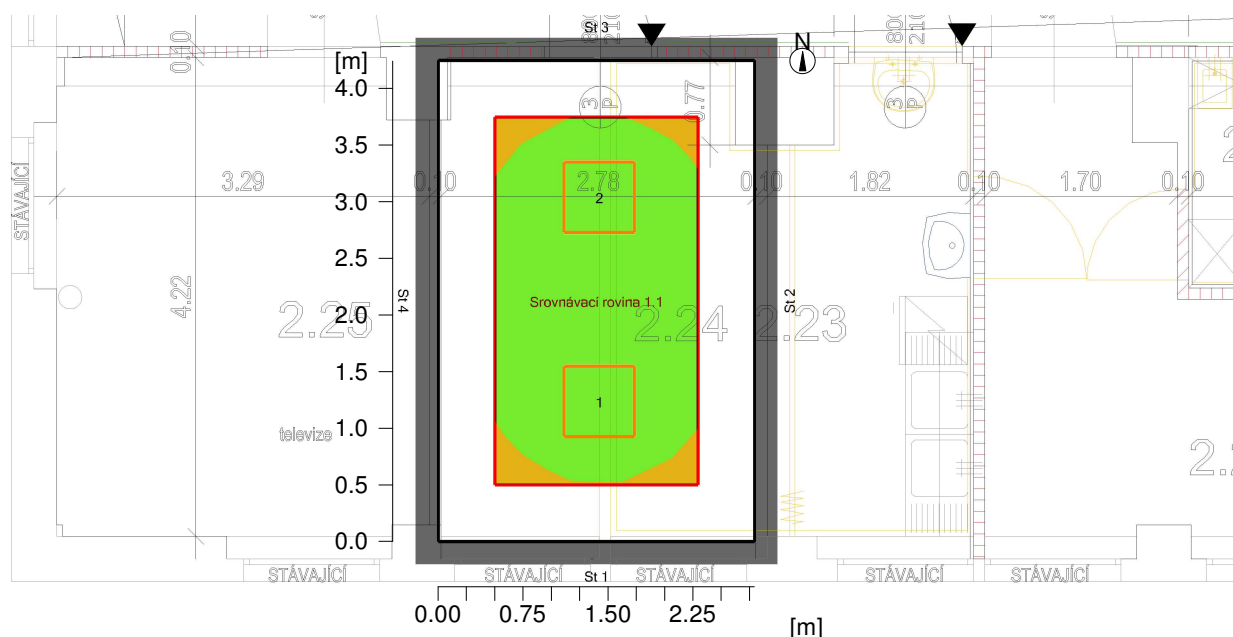 St 3
800
210
800
210
N
[m]
0.10
4.0
3
P
0.77
3
P
3.5
STÁVAJÍCÍ
3.29
0.10
2.78
0.10
1.82
0.10
1.70
0.10
3.0
2
2.5
4.22
St 4
Srovnávací rovina 1.1
St 2
2.25
2.24
2.23
2.0
1.5
1
televize
1.0
0.5
0.0
STÁVAJÍCÍ
STÁVAJÍCÍ
St 1
STÁVAJÍCÍ
STÁVAJÍCÍ
STÁVAJÍCÍ
0.00
0.75
1.50
2.25
[m]